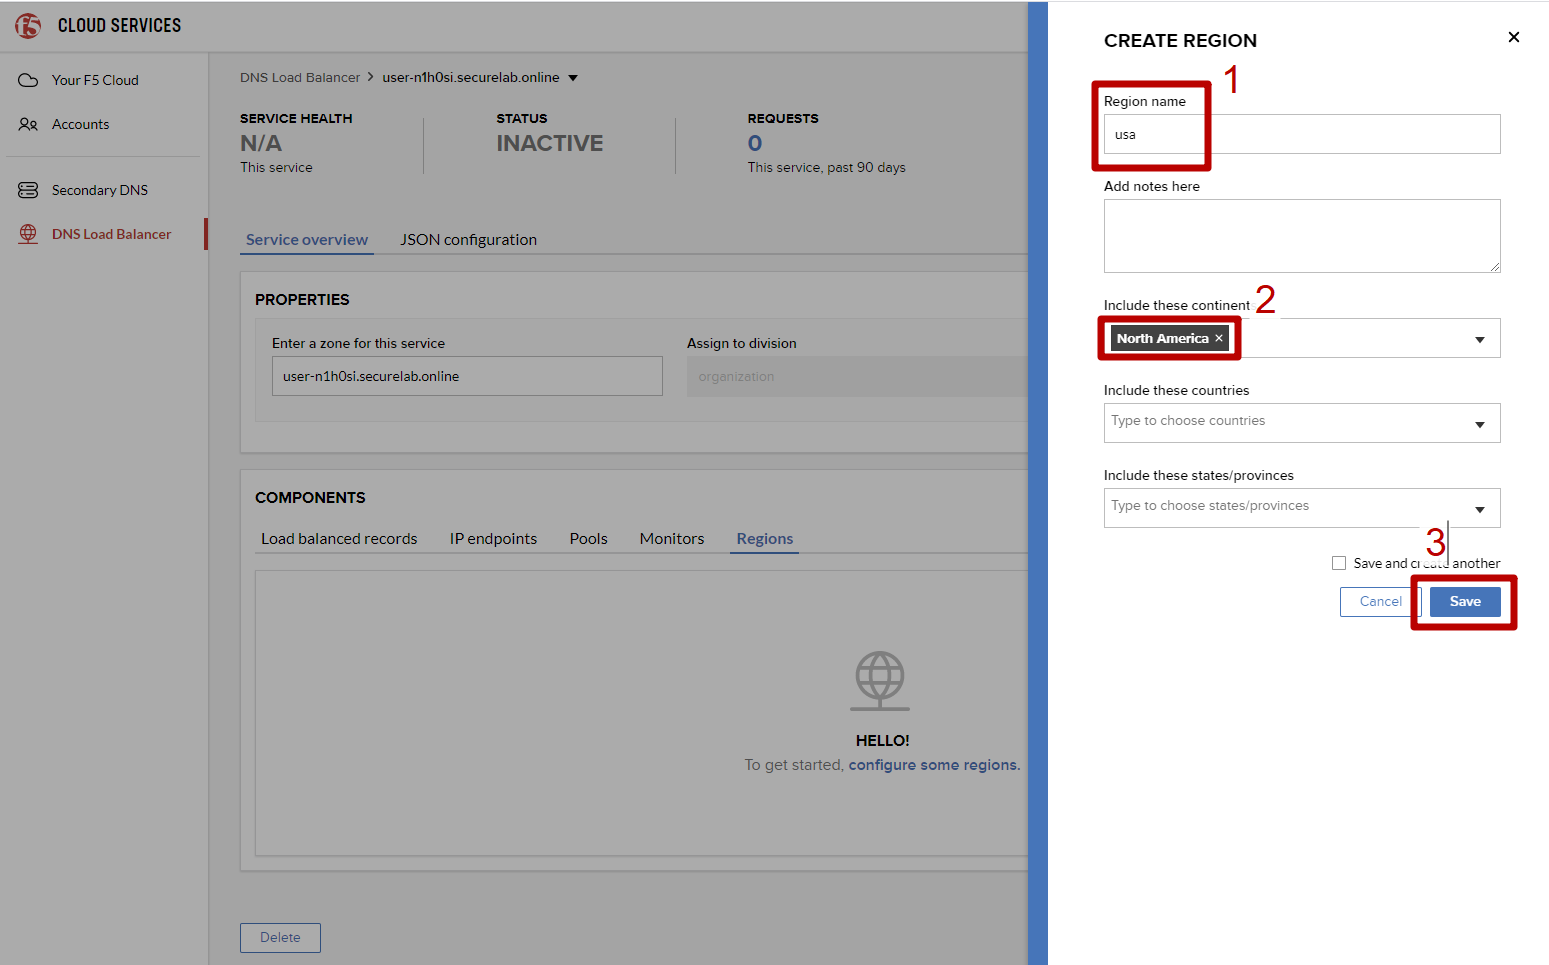 f5 CLOUD SERVICES
Your F5 Cloud
Accounts
Secondary DNS
DNS Load Balancer
DNS Load Balancer > user-n1h0si.securelab.online
SERVICE HEALTH
N/A
This service
STATUS
INACTIVE
REQUESTS
0
This service, past 90 days
Service overview JSON configuration
PROPERTIES
Enter a zone for this service
user-n1h0si.securelab.online
Assign to division
organization
COMPONENTS
Load balanced records IP endpoints Pools Monitors Regions
HELLO!
To get started, configure some regions.
Delete
CREATE REGION ×
1
Region name
usa
Add notes here
Include these continents 2
North America ×
Include these countries
Type to choose countries
Include these states/provinces
Type to choose states/provinces
3
Save and create another
Cancel Save